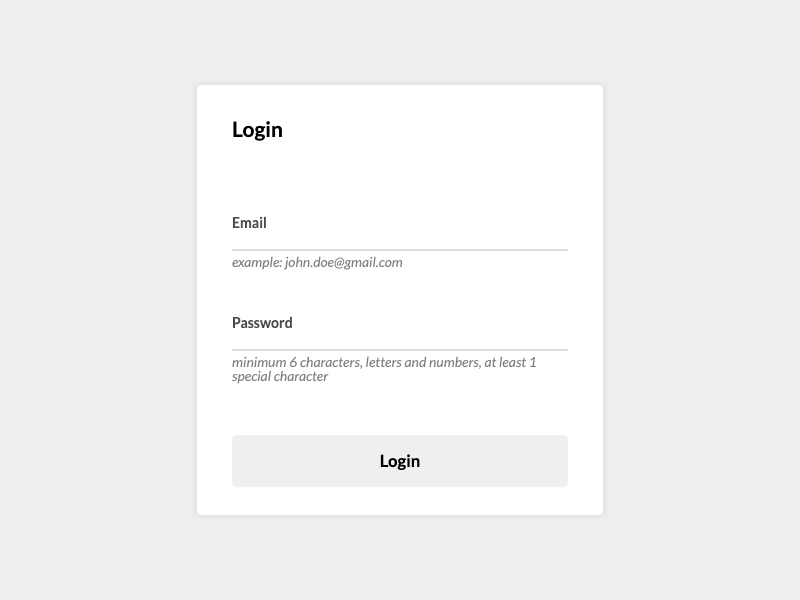 Login
Email
example: john.doe@gmail.com
Password
minimum 6 characters, letters and numbers, at least 1
special character
Login